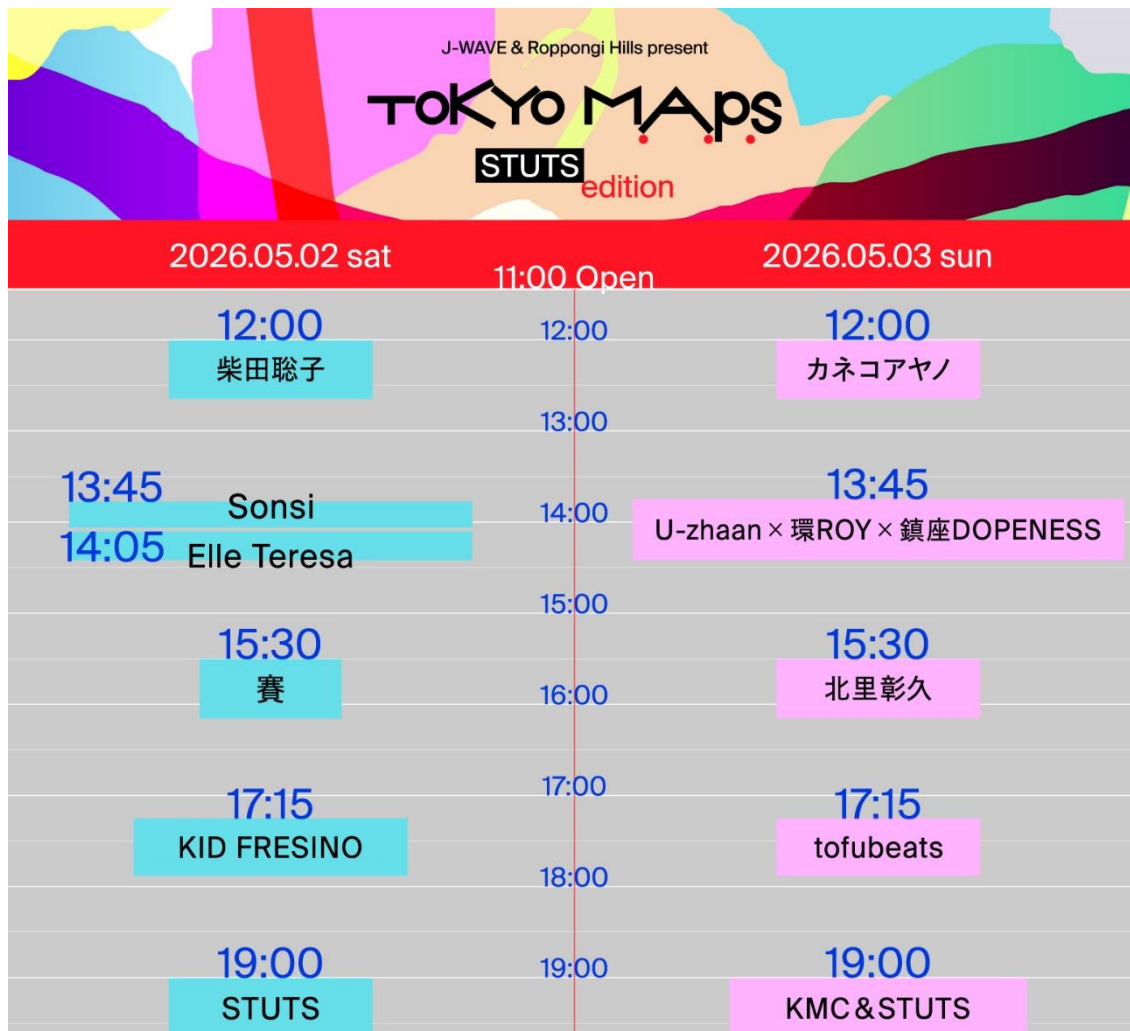 J-WAVE & Roppongi Hills present
TOKYO M.A.P.S
STUTS
edition
2026.05.02 sat
11:00 Open
2026.05.03 sun
12:00
柴田聡子
12:00
12:00
カネコアヤノ
13:00
13:45
Sonsi
14:05
Elle Teresa
14:00
13:45
U-zhaan×環ROY×鎮座DOPENESS
15:00
15:30
賽
16:00
15:30
北里彰久
17:00
17:15
KID FRESINO
17:15
tofubeats
18:00
19:00
STUTS
19:00
19:00
KMC&STUTS